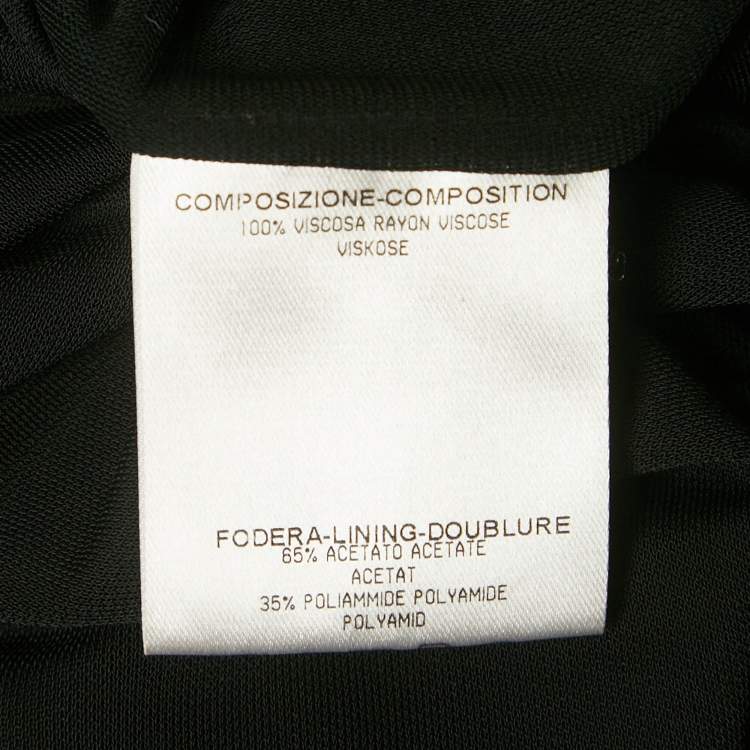 COMPOSIZIONE-COMPOSITION
100% VISCOSA RAYON VISCOSE
VISKOSE
FODERA-LINING-DOUBLURE
65% ACETATO ACETATE
ACETAT
35% POLIAMMIDE POLYAMIDE
POLYAMID